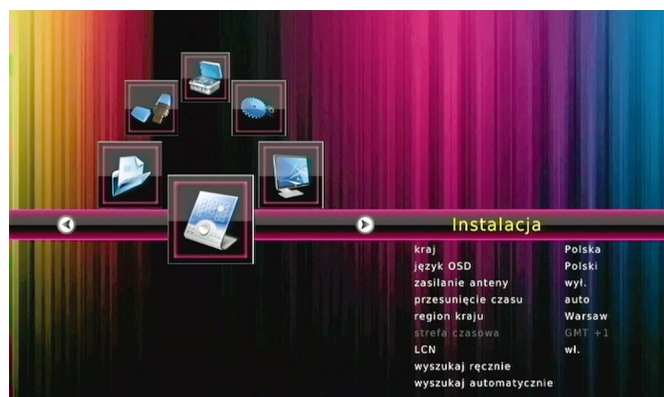 Instalacja
kraj Polska
język OSD Polski
zasilanie anteny wył.
przesunięcie czasu auto
region kraju Warsaw
strefa czasowa GMT +1
LCN wł.
wyszukaj ręcznie
wyszukaj automatycznie